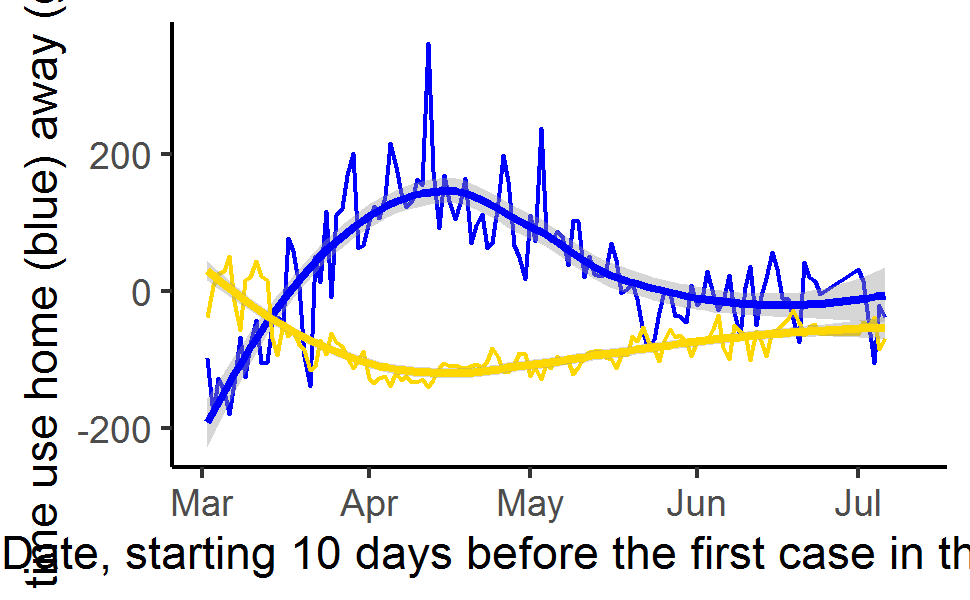 time use home (blue) away (
200
0
-200
Mar Apr May Jun Jul
Date, starting 10 days before the first case in th